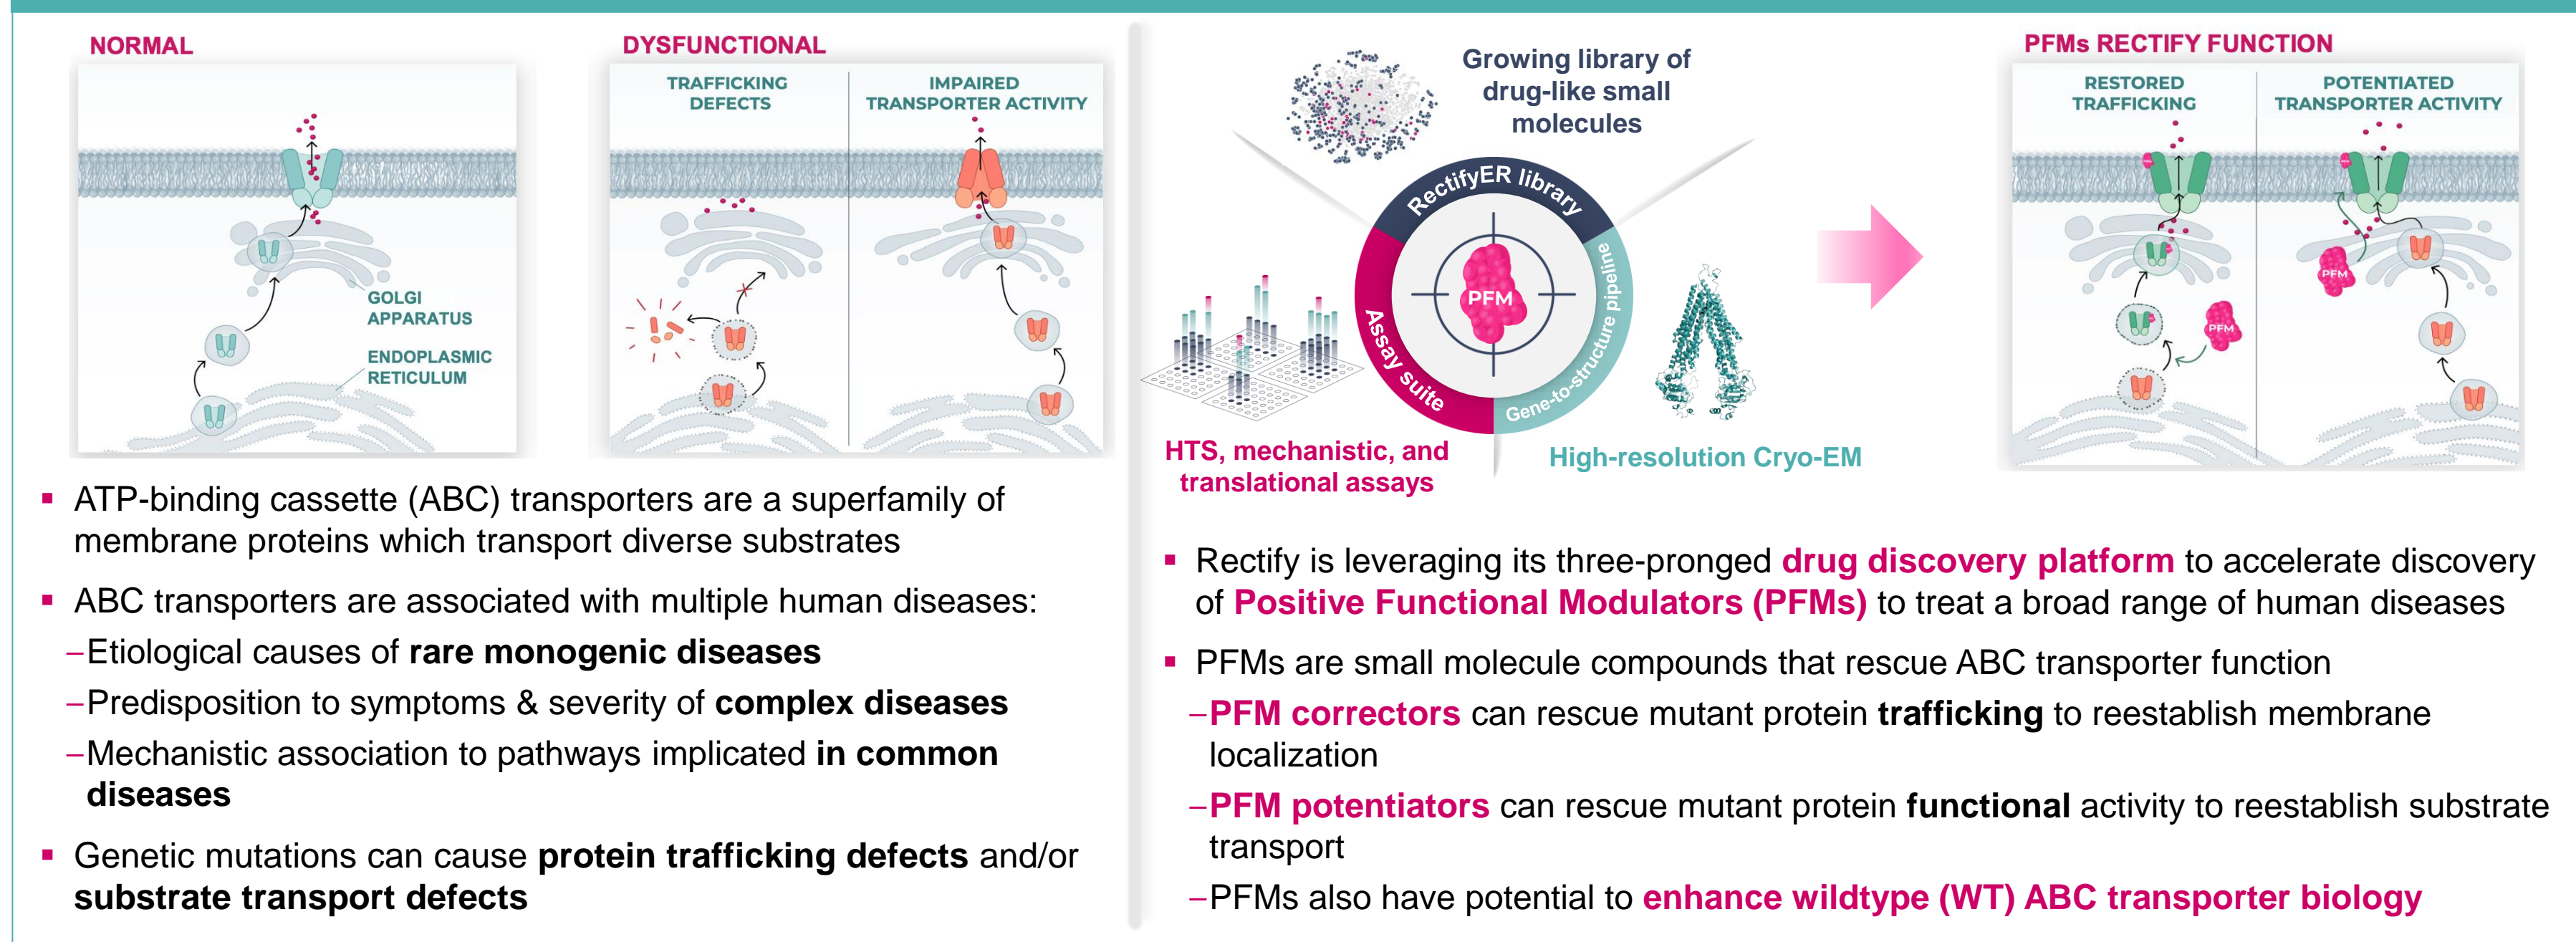 NORMAL
GOLGI
APPARATUS
ENDOPLASMIC
RETICULUM
DYSFUNCTIONAL
TRAFFICKING
DEFECTS
IMPAIRED
TRANSPORTER ACTIVITY
▪ ATP-binding cassette (ABC) transporters are a superfamily of
membrane proteins which transport diverse substrates
▪ ABC transporters are associated with multiple human diseases:
–Etiological causes of rare monogenic diseases
–Predisposition to symptoms & severity of complex diseases
–Mechanistic association to pathways implicated in common
diseases
▪ Genetic mutations can cause protein trafficking defects and/or
substrate transport defects
Growing library of
drug-like small
molecules
RectifyER library
Assay suite
Gene-to-structure pipeline
PFM
HTS, mechanistic, and
translational assays
High-resolution Cryo-EM
PFMs RECTIFY FUNCTION
RESTORED
TRAFFICKING
POTENTIATED
TRANSPORTER ACTIVITY
PFM
PFM
▪ Rectify is leveraging its three-pronged drug discovery platform to accelerate discovery
of Positive Functional Modulators (PFMs) to treat a broad range of human diseases
▪ PFMs are small molecule compounds that rescue ABC transporter function
–PFM correctors can rescue mutant protein trafficking to reestablish membrane
localization
–PFM potentiators can rescue mutant protein functional activity to reestablish substrate
transport
–PFMs also have potential to enhance wildtype (WT) ABC transporter biology